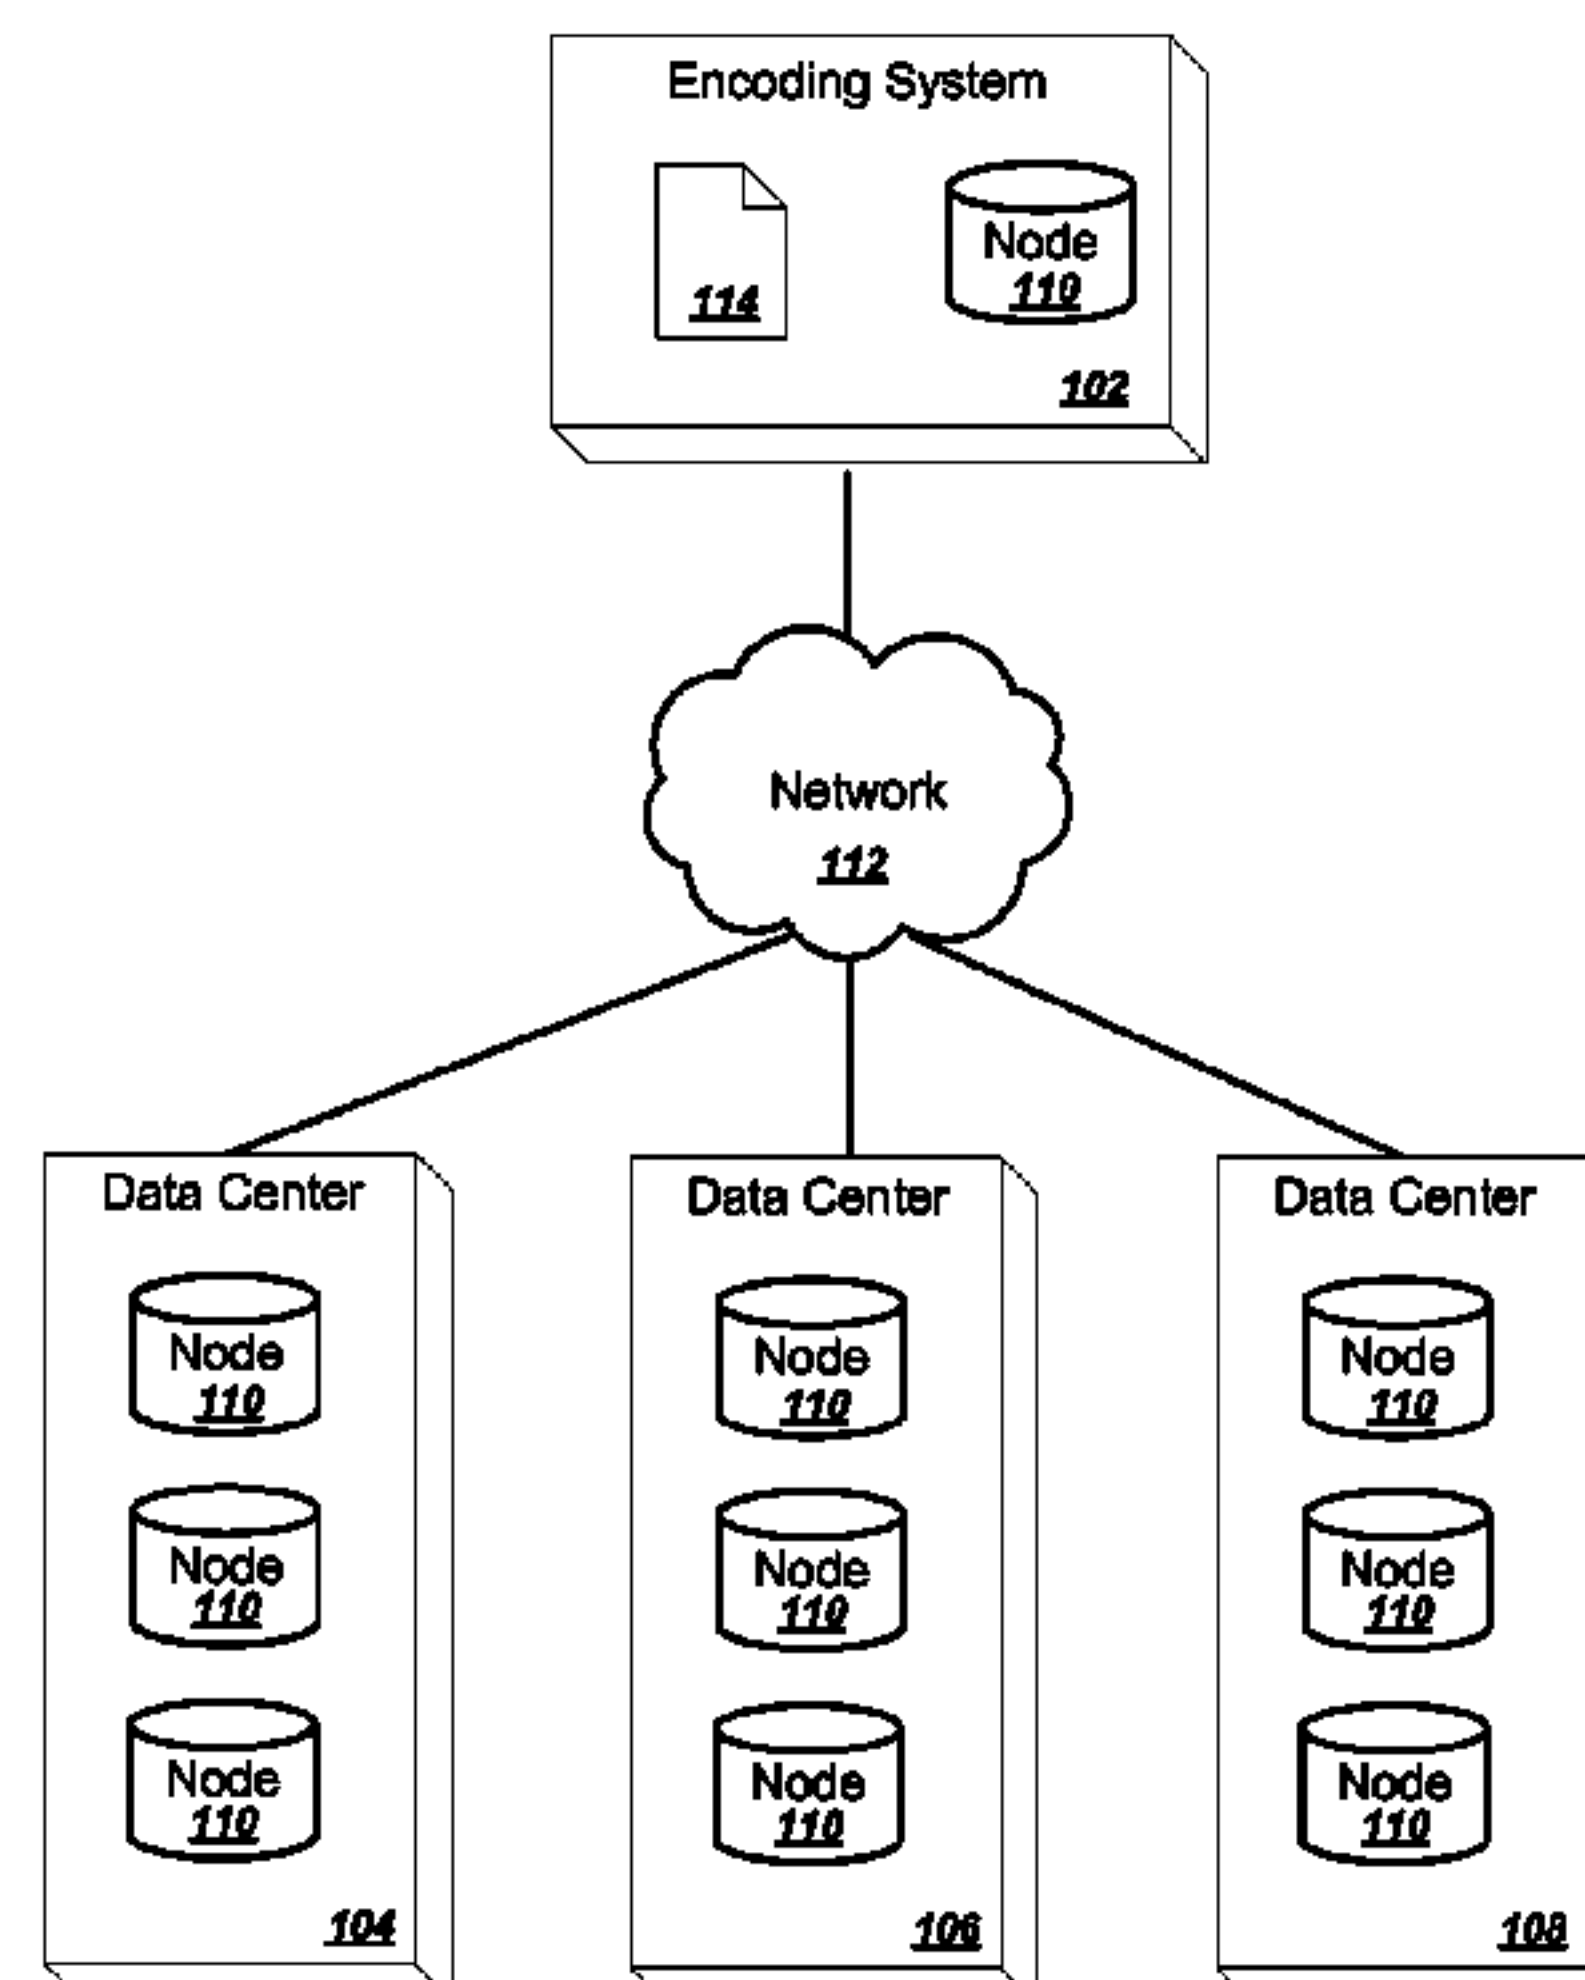 Encoding System
114
Node
110
102
Network
112
Data Center
Node
110
Node
110
Node
110
104
Data Center
Node
110
Node
110
Node
110
106
Data Center
Node
110
Node
110
Node
110
108